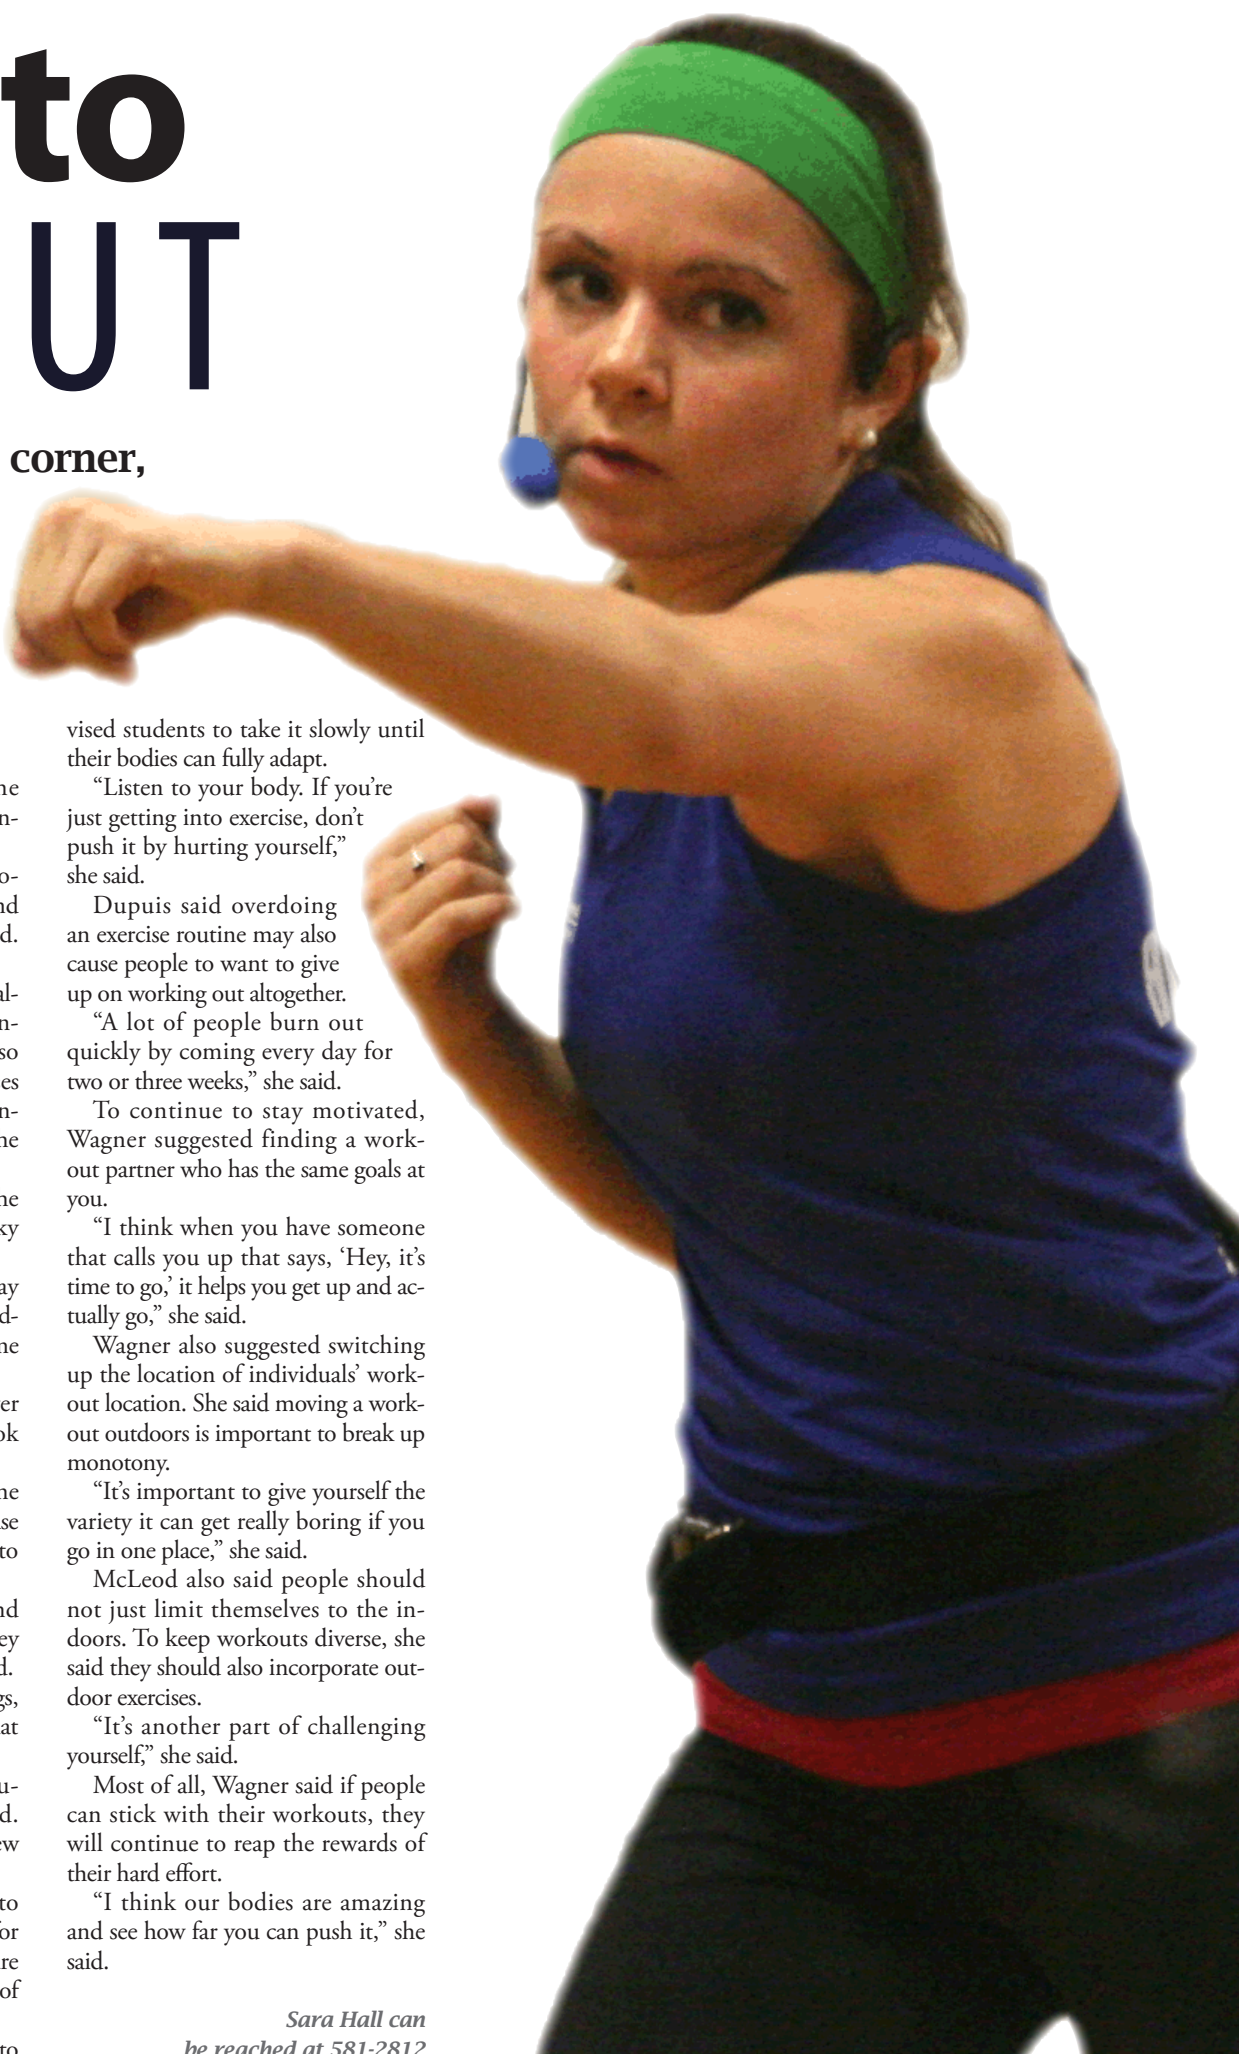 to
UT
corner,
vised students to take it slowly until
their bodies can fully adapt.
“Listen to your body. If you’re
just getting into exercise, don’t
push it by hurting yourself,”
she said.
Dupuis said overdoing
an exercise routine may also
cause people to want to give
up on working out altogether.
“A lot of people burn out
quickly by coming every day for
two or three weeks,” she said.
To continue to stay motivated,
Wagner suggested finding a work-
out partner who has the same goals at
you.
“I think when you have someone
that calls you up that says, ‘Hey, it’s
time to go,’ it helps you get up and ac-
tually go,” she said.
Wagner also suggested switching
up the location of individuals’ work-
out location. She said moving a work-
out outdoors is important to break up
monotony.
“It’s important to give yourself the
variety it can get really boring if you
go in one place,” she said.
McLeod also said people should
not just limit themselves to the in-
doors. To keep workouts diverse, she
said they should also incorporate out-
door exercises.
“It’s another part of challenging
yourself,” she said.
Most of all, Wagner said if people
can stick with their workouts, they
will continue to reap the rewards of
their hard effort.
“I think our bodies are amazing
and see how far you can push it,” she
said.
Sara Hall can
be reached at 581-2812